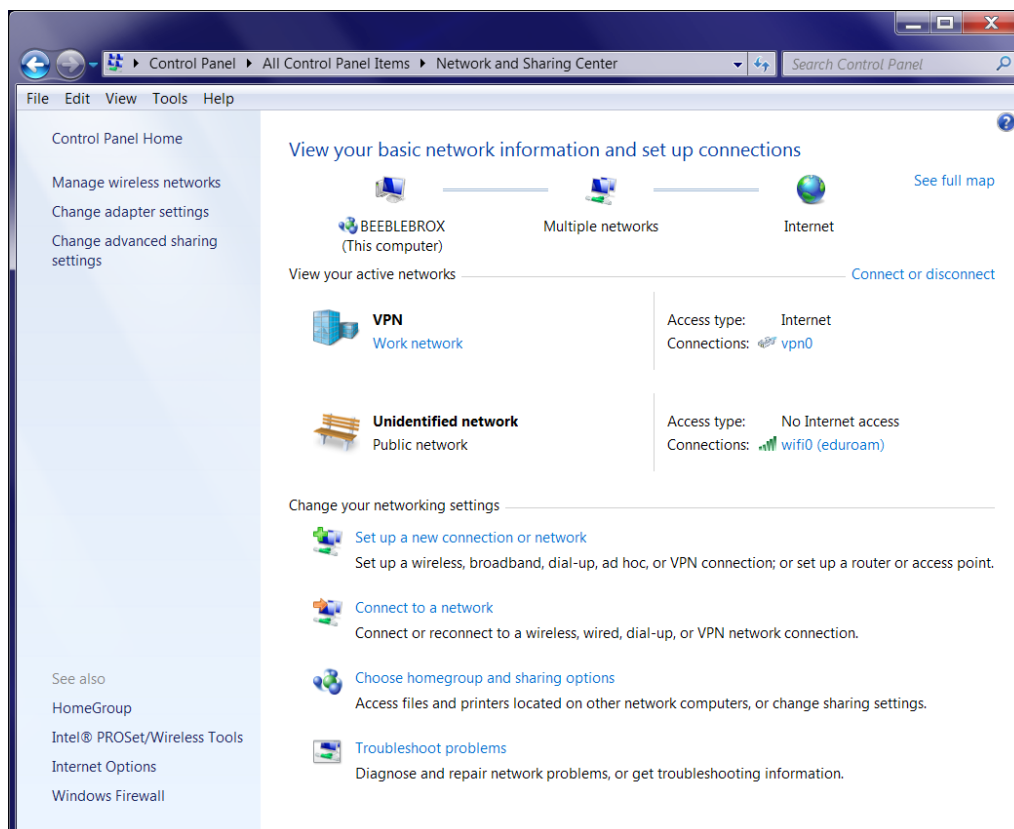 Control Panel All Control Panel Items Network and Sharing Center Search Control Panel
File Edit View Tools Help
Control Panel Home
Manage wireless networks
Change adapter settings
Change advanced sharing
settings
View your basic network information and set up connections
See full map
BEEBLEBROX
(This computer)
Multiple networks
Internet
View your active networks
Connect or disconnect
VPN
Work network
Access type: Internet
Connections: vpn0
Unidentified network
Public network
Access type: No Internet access
Connections: wifi0 (eduroam)
Change your networking settings
Set up a new connection or network
Set up a wireless, broadband, dial-up, ad hoc, or VPN connection; or set up a router or access point.
Connect to a network
Connect or reconnect to a wireless, wired, dial-up, or VPN network connection.
Choose homegroup and sharing options
Access files and printers located on other network computers, or change sharing settings.
Troubleshoot problems
Diagnose and repair network problems, or get troubleshooting information.
See also
HomeGroup
Intel® PROSet/Wireless Tools
Internet Options
Windows Firewall